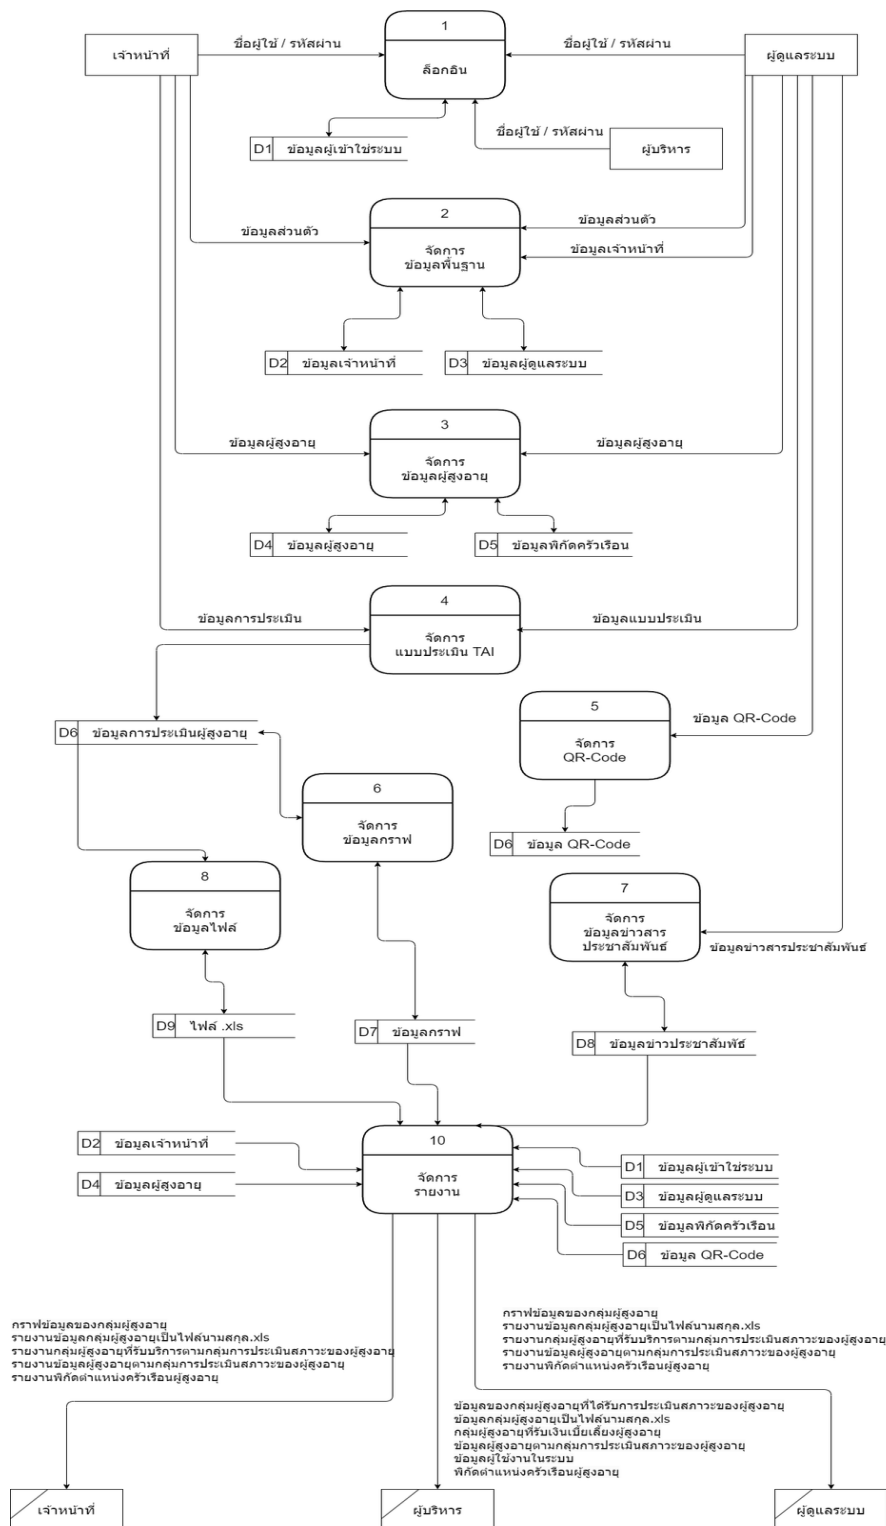 1
เจ้าหน้าที่
ชื่อผู้ใช้ / รหัสผ่าน
ล็อกอิน
ชื่อผู้ใช้ / รหัสผ่าน
ผู้ดูแลระบบ
ชื่อผู้ใช้ / รหัสผ่าน
D1 ข้อมูลผู้เข้าใช่ระบบ
ผู้บริหาร
2
ข้อมูลส่วนตัว
ข้อมูลส่วนตัว
จัดการ
ข้อมูลพื้นฐาน
ข้อมูลเจ้าหน้าที่
D2 ข้อมูลเจ้าหน้าที่
D3 ข้อมูลผู้ดูแลระบบ
3
ข้อมูลผู้สูงอายุ
ข้อมูลผู้สูงอายุ
จัดการ
ข้อมูลผู้สูงอายุ
D4 ข้อมูลผู้สูงอายุ
D5 ข้อมูลพิกัดครัวเรือน
4
ข้อมูลการประเมิน
ข้อมูลแบบประเมิน
จัดการ
แบบประเมิน TAI
5
ข้อมูล QR-Code
จัดการ
QR-Code
D6 ข้อมูลการประเมินผู้สูงอายุ
6
จัดการ
ข้อมูลกราฟ
D6 ข้อมูล QR-Code
8
จัดการ
ข้อมูลไฟล์
7
จัดการ
ข้อมูลข่าวสาร
ประชาสัมพันธ์
ข้อมูลข่าวสารประชาสัมพันธ์
D9 ไฟล์ .xls
D7 ข้อมูลกราฟ
D8 ข้อมูลข่าวประชาสัมพัธ์
10
จัดการ
รายงาน
D2 ข้อมูลเจ้าหน้าที่
D4 ข้อมูลผู้สูงอายุ
D1 ข้อมูลผู้เข้าใช่ระบบ
D3 ข้อมูลผู้ดูแลระบบ
D5 ข้อมูลพิกัดครัวเรือน
D6 ข้อมูล QR-Code
กราฟข้อมูลของกลุ่มผู้สูงอายุ
รายงานข้อมูลกลุ่มผู้สูงอายุเป็นไฟล์นามสกุล.xls
รายงานกลุ่มผู้สูงอายุที่รับบริการตามกลุ่มการประเมินสภาวะของผู้สูงอายุ
รายงานข้อมูลผู้สูงอายุตามกลุ่มการประเมินสภาวะของผู้สูงอายุ
รายงานพิกัดตำแหน่งครัวเรือนผู้สูงอายุ
กราฟข้อมูลของกลุ่มผู้สูงอายุ
รายงานข้อมูลกลุ่มผู้สูงอายุเป็นไฟล์นามสกุล.xls
รายงานกลุ่มผู้สูงอายุที่รับบริการตามกลุ่มการประเมินสภาวะของผู้สูงอายุ
รายงานข้อมูลผู้สูงอายุตามกลุ่มการประเมินสภาวะของผู้สูงอายุ
รายงานพิกัดตำแหน่งครัวเรือนผู้สูงอายุ
ข้อมูลของกลุ่มผู้สูงอายุที่ได้รับการประเมินสภาวะของผู้สูงอายุ
ข้อมูลกลุ่มผู้สูงอายุเป็นไฟล์นามสกุล.xls
กลุ่มผู้สูงอายุที่รับเงินเบี้ยเลี้ยงผู้สูงอายุ
ข้อมูลผู้สูงอายุตามกลุ่มการประเมินสภาวะของผู้สูงอายุ
ข้อมูลผู้ใช้งานในระบบ
พิกัดตำแหน่งครัวเรือนผู้สูงอายุ
เจ้าหน้าที่
ผู้บริหาร
ผู้ดูแลระบบ